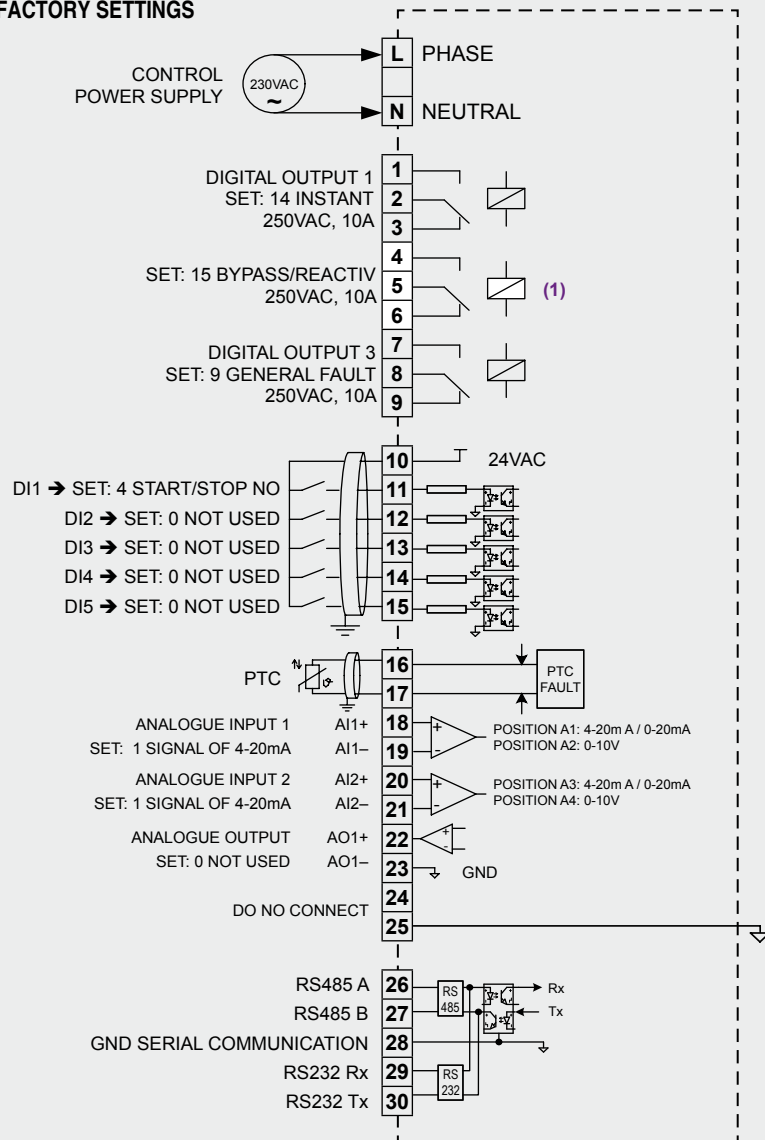 FACTORY SETTINGS
CONTROL
POWER SUPPLY
230VAC
~
L PHASE
N NEUTRAL
DIGITAL OUTPUT 1
SET: 14 INSTANT
250VAC, 10A
1
2
3
SET: 15 BYPASS/REACTIV
250VAC, 10A
4
5
6
(1)
DIGITAL OUTPUT 3
SET: 9 GENERAL FAULT
250VAC, 10A
7
8
9
10 24VAC
DI1 ➔ SET: 4 START/STOP NO 11
DI2 ➔ SET: 0 NOT USED 12
DI3 ➔ SET: 0 NOT USED 13
DI4 ➔ SET: 0 NOT USED 14
DI5 ➔ SET: 0 NOT USED 15
PTC
16
17
PTC
FAULT
ANALOGUE INPUT 1 AI1+ 18 + POSITION A1: 4-20m A / 0-20mA
SET: 1 SIGNAL OF 4-20mA AI1– 19 - POSITION A2: 0-10V
ANALOGUE INPUT 2 AI2+ 20 + POSITION A3: 4-20m A / 0-20mA
SET: 1 SIGNAL OF 4-20mA AI2– 21 - POSITION A4: 0-10V
ANALOGUE OUTPUT AO1+ 22 + -
SET: 0 NOT USED AO1– 23 GND
DO NO CONNECT
24
25
RS485 A 26 RS 485 Rx
RS485 B 27 Tx
GND SERIAL COMMUNICATION 28
RS232 Rx 29 RS 232
RS232 Tx 30